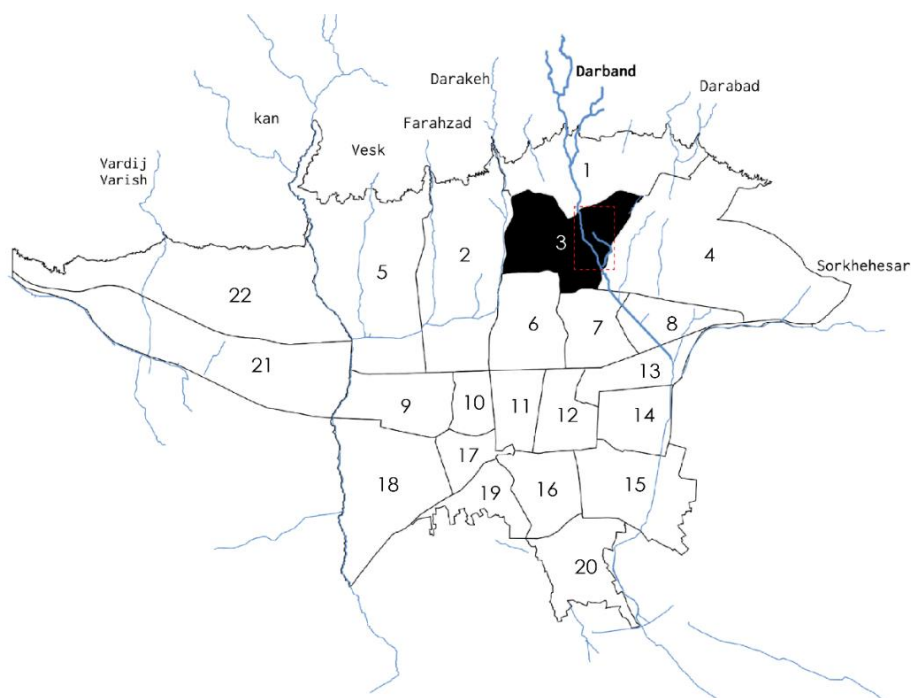 Darband
Darakeh
Darabad
kan
Farahzad
Vesk
Vardij
Varish
1
2
3
4
5
Sorkhehesar
22
6
7
8
21
13
9
10
11
12
14
17
18
19
16
15
20